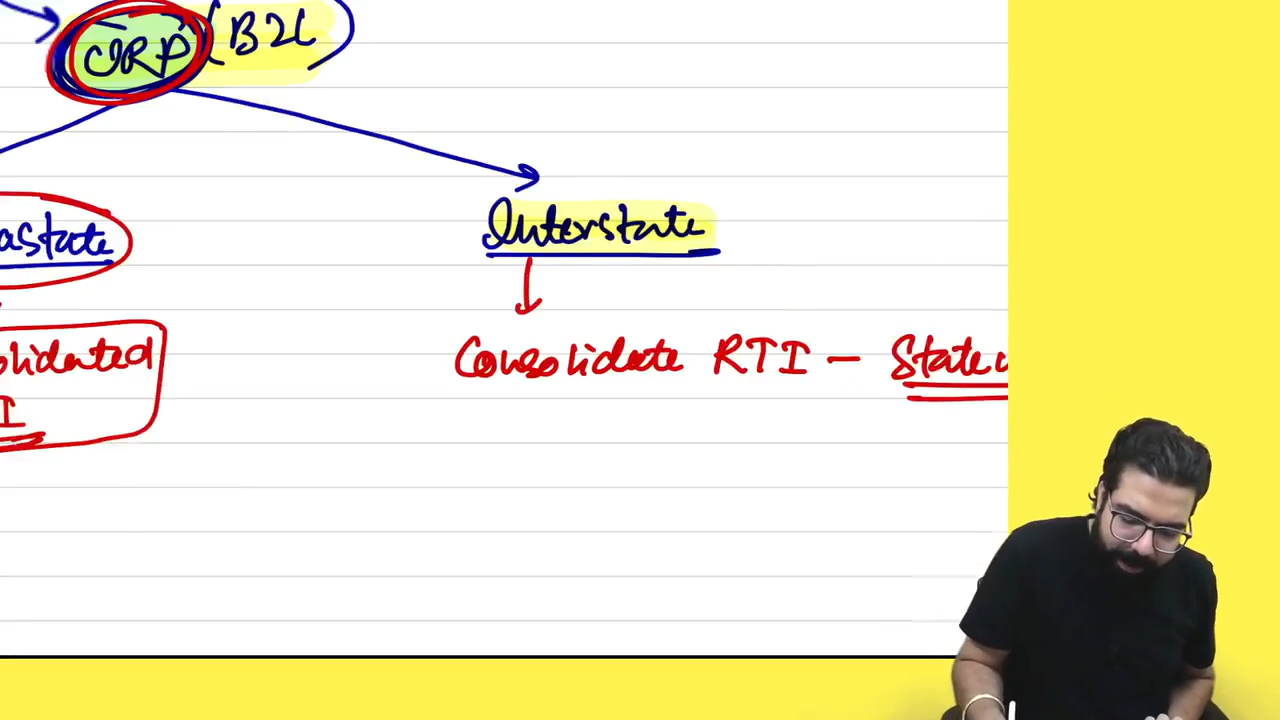 URP (B2C)
astate Interstate
olidated Consolidate RTI – State
I